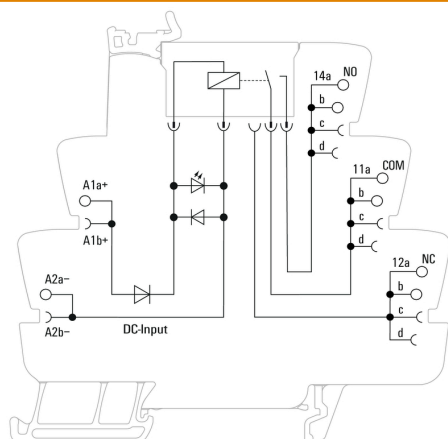 14a NO
b
c
d
11a COM
b
c
d
A1a+
A1b+
12a NC
b
c
d
A2a–
A2b–
DC-Input